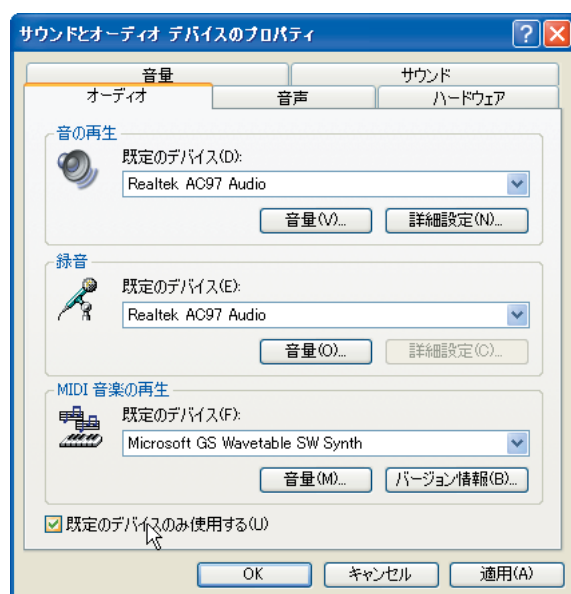 サウンドとオーディオ デバイスのプロパティ
音量 サウンド
オーディオ 音声 ハードウェア
音の再生
既定のデバイス(D):
Realtek AC97 Audio
音量(V)... 詳細設定(N)...
録音
既定のデバイス(E):
Realtek AC97 Audio
音量(O)... 詳細設定(C)...
MIDI 音楽の再生
既定のデバイス(F):
Microsoft GS Wavetable SW Synth
音量(M)... バージョン情報(B)...
既定のデバイスのみ使用する(U)
OK キャンセル 適用(A)